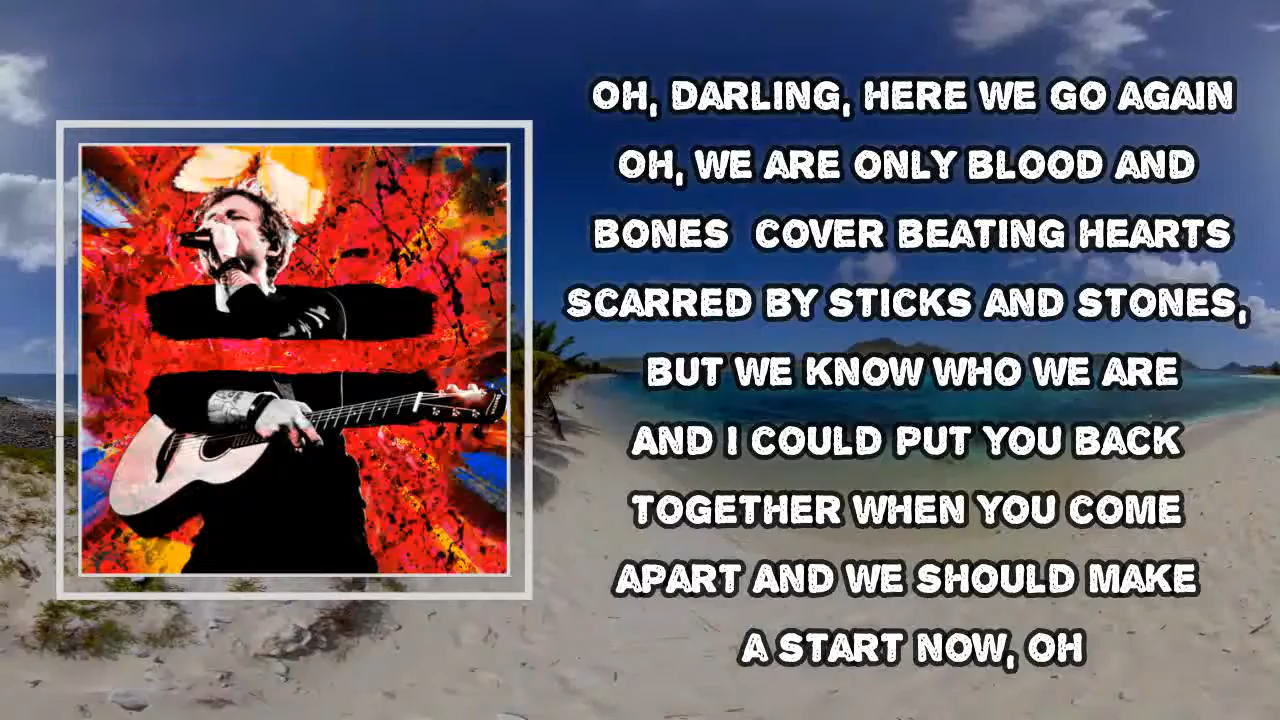 OH, DARLING, HERE WE GO AGAIN
OH, WE ARE ONLY BLOOD AND
BONES  COVER BEATING HEARTS
SCARRED BY STICKS AND STONES,
BUT WE KNOW WHO WE ARE
AND I COULD PUT YOU BACK
TOGETHER WHEN YOU COME
APART AND WE SHOULD MAKE
A START NOW, OH